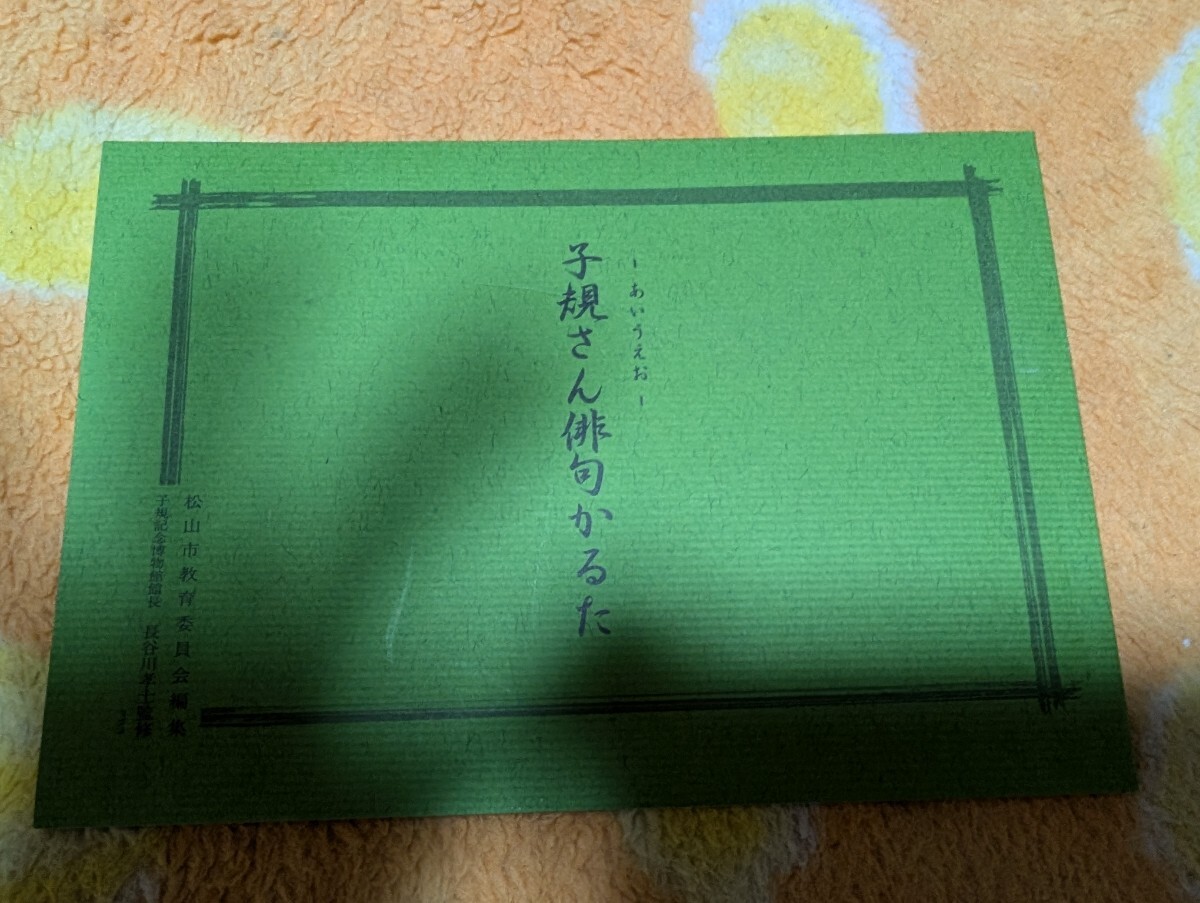 -あいうえお-
子規さん俳句かるた
松山市教育委員会編集
子規記念博物館館長 長谷川孝士監修